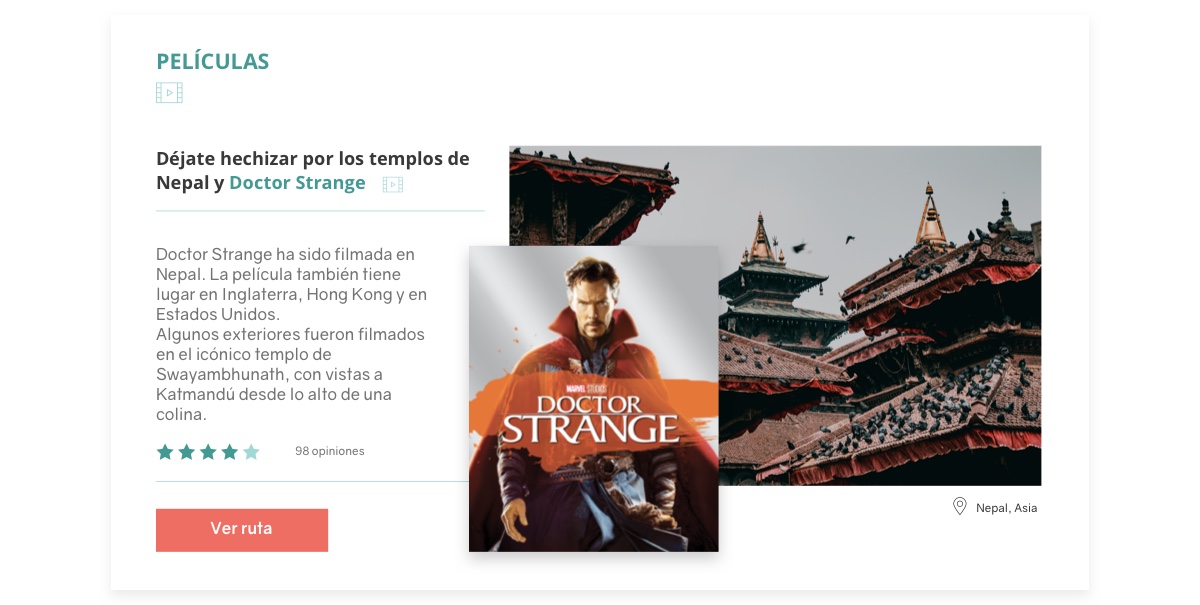 PELÍCULAS
Déjate hechizar por los templos de
Nepal y Doctor Strange
Doctor Strange ha sido filmada en
Nepal. La película también tiene
lugar en Inglaterra, Hong Kong y en
Estados Unidos.
Algunos exteriores fueron filmados
en el icónico templo de
Swayambhunath, con vistas a
Katmandú desde lo alto de una
colina.
98 opiniones
Ver ruta
MARVEL STUDIOS
DOCTOR
STRANGE
Nepal, Asia